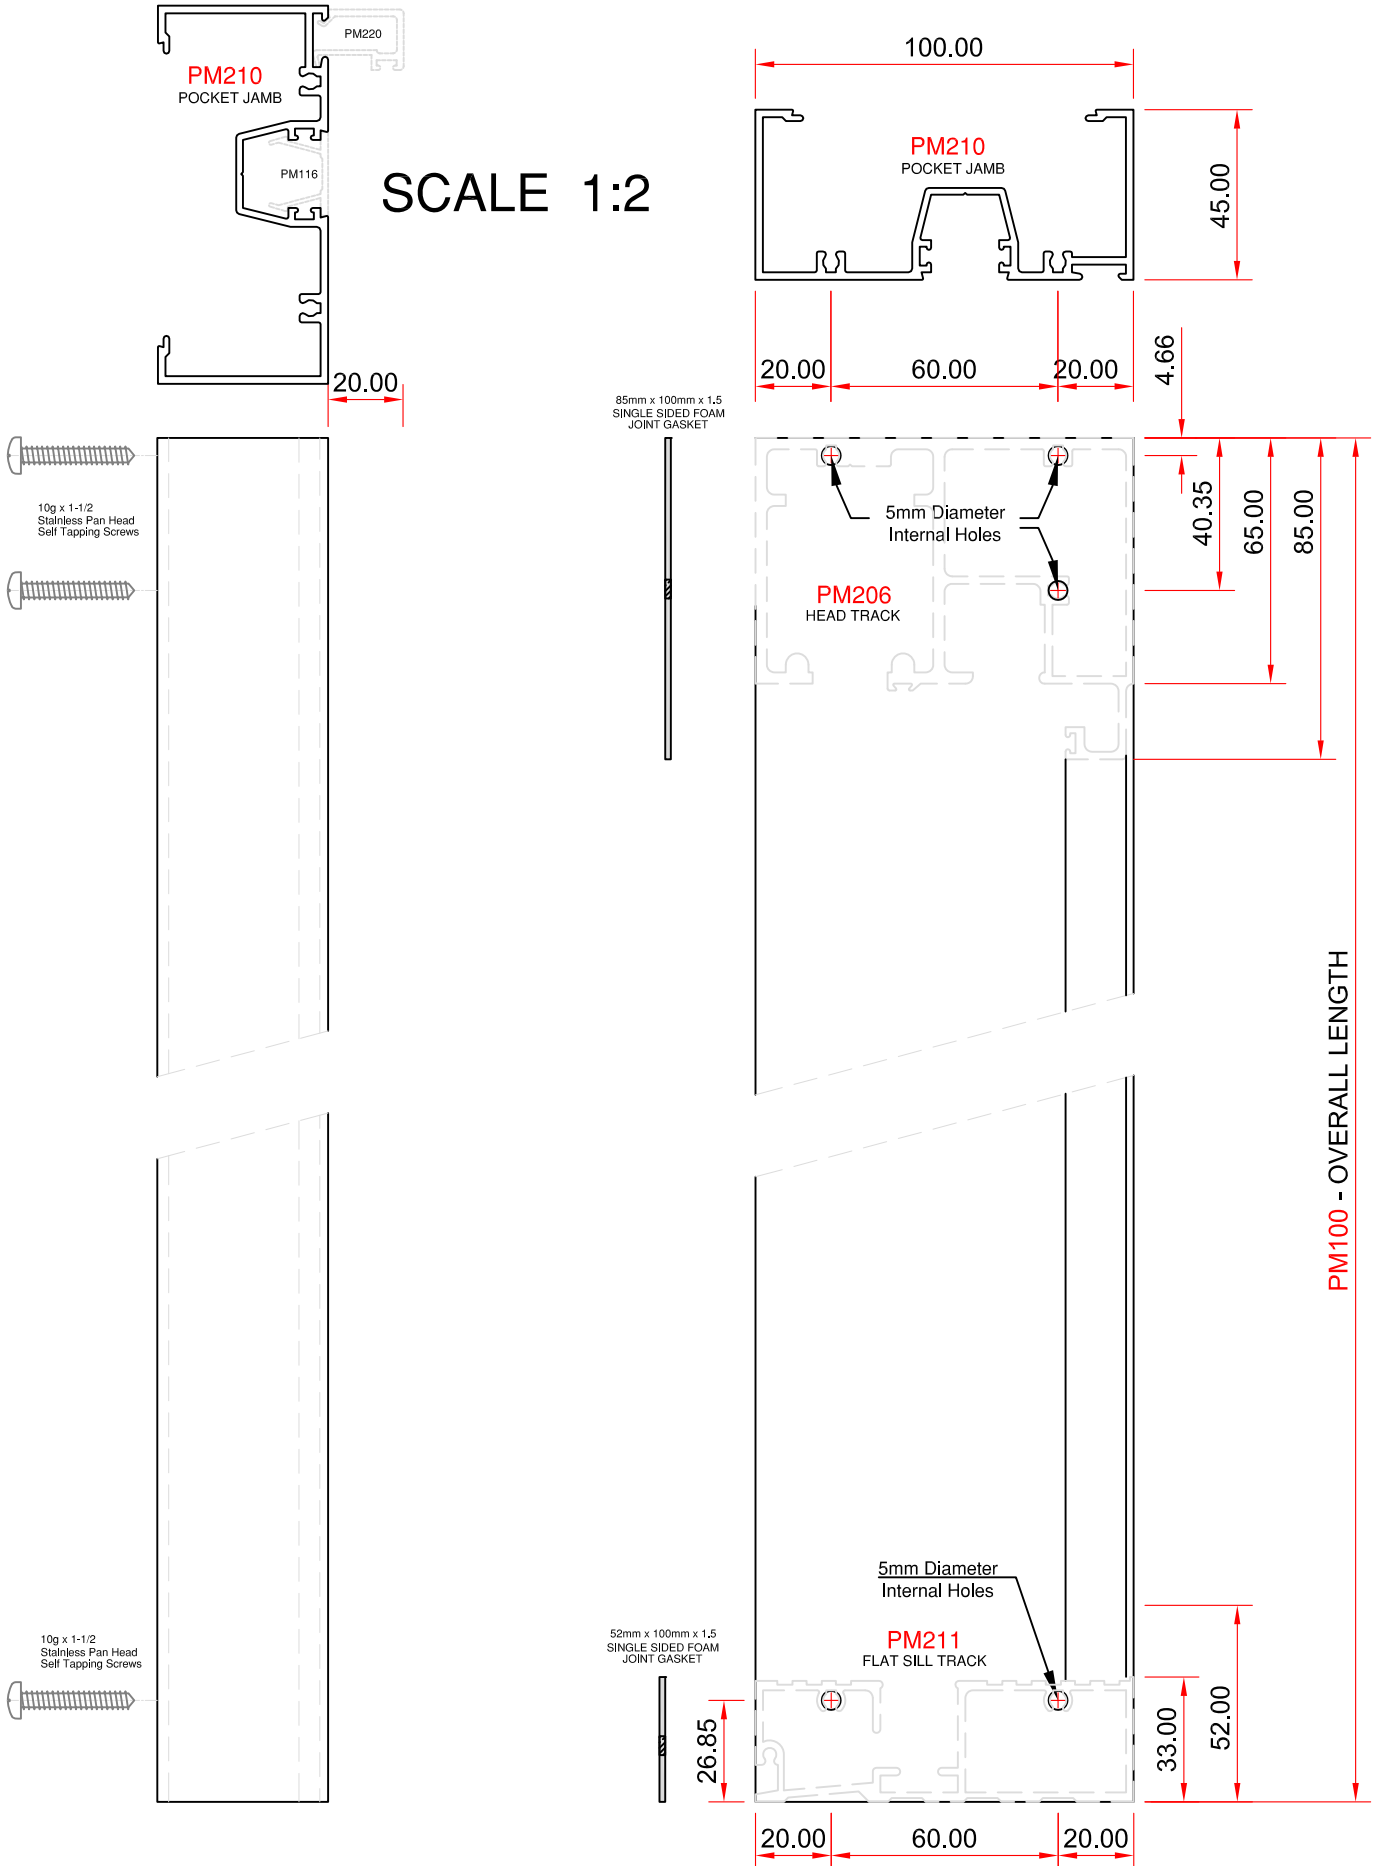 PM220
PM210
POCKET JAMB
PM116
SCALE 1:2
20.00
100.00
PM210
POCKET JAMB
45.00
20.00
60.00
20.00
4.66
85mm x 100mm x 1.5
SINGLE SIDED FOAM
JOINT GASKET
10g x 1-1/2
Stainless Pan Head
Self Tapping Screws
5mm Diameter
Internal Holes
40.35
65.00
85.00
PM206
HEAD TRACK
PM100 - OVERALL LENGTH
5mm Diameter
Internal Holes
10g x 1-1/2
Stainless Pan Head
Self Tapping Screws
52mm x 100mm x 1.5
SINGLE SIDED FOAM
JOINT GASKET
PM211
FLAT SILL TRACK
26.85
33.00
52.00
20.00
60.00
20.00